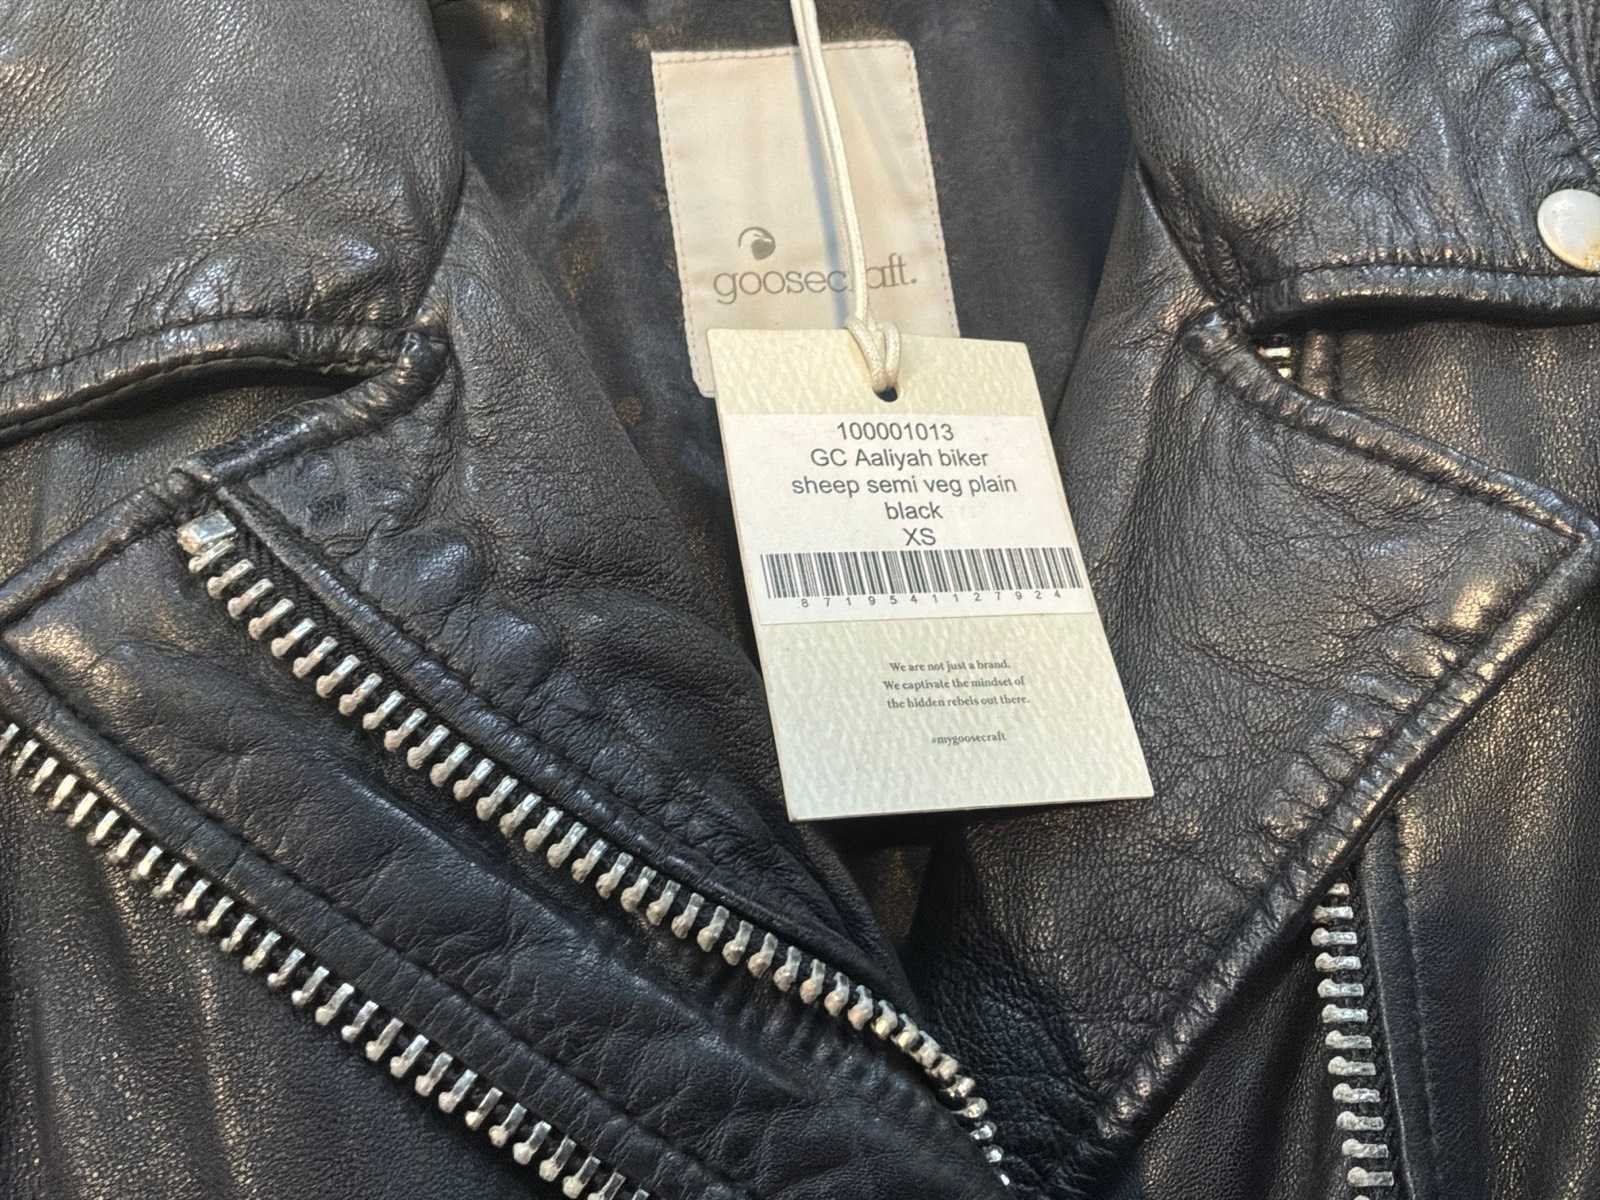 goosecraft.
100001013
GC Aaliyah biker
sheep semi veg plain
black
XS
8719541127924
We are not just a brand.
We captivate the mindset of
the hidden rebels out there.
#mygoosecraft